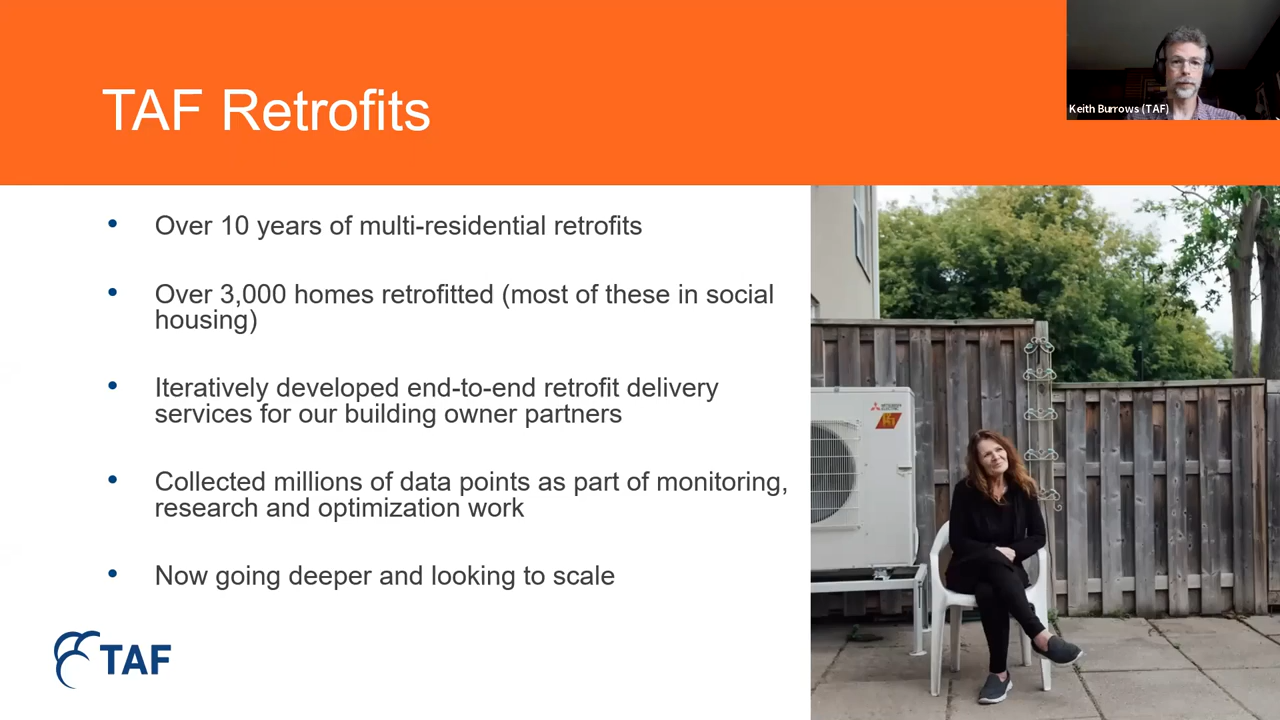 TAF Retrofits
Keith Burrows (TAF)
• Over 10 years of multi-residential retrofits
• Over 3,000 homes retrofitted (most of these in social
housing)
• Iteratively developed end-to-end retrofit delivery
services for our building owner partners
• Collected millions of data points as part of monitoring,
research and optimization work
• Now going deeper and looking to scale
MITSUBISHI
ELECTRIC
TAF